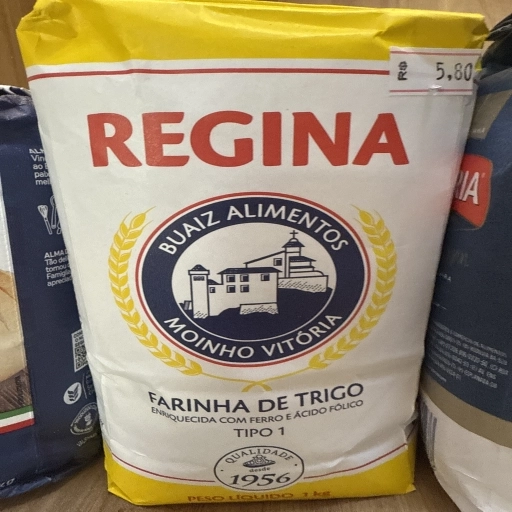 R$ 5,80
REGINA
BUAIZ ALIMENTOS
MOINHO VITÓRIA
FARINHA DE TRIGO
ENRIQUECIDA COM FERRO E ÁCIDO FÓLICO
TIPO 1
QUALIDADE
desde
1956
PESO LÍQUIDO 1 kg